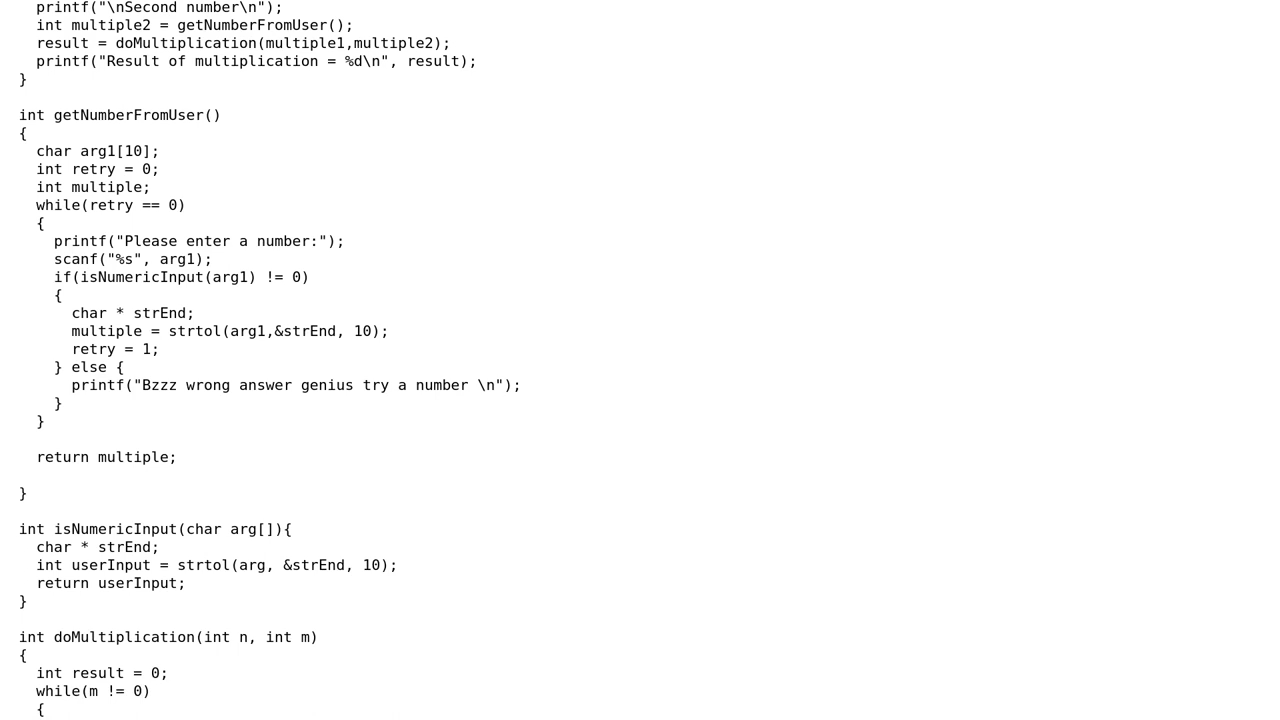 printf("\nSecond number\n");
int multiple2 = getNumberFromUser();
result = doMultiplication(multiple1,multiple2);
printf("Result of multiplication = %d\n", result);
}
int getNumberFromUser()
{
char arg1[10];
int retry = 0;
int multiple;
while(retry == 0)
{
printf("Please enter a number:");
scanf("%s", arg1);
if(isNumericInput(arg1) != 0)
{
char * strEnd;
multiple = strtol(arg1,&strEnd, 10);
retry = 1;
} else {
printf("Bzzz wrong answer genius try a number \n");
}
}
return multiple;
}
int isNumericInput(char arg[]){
char * strEnd;
int userInput = strtol(arg, &strEnd, 10);
return userInput;
}
int doMultiplication(int n, int m)
{
int result = 0;
while(m != 0)
{